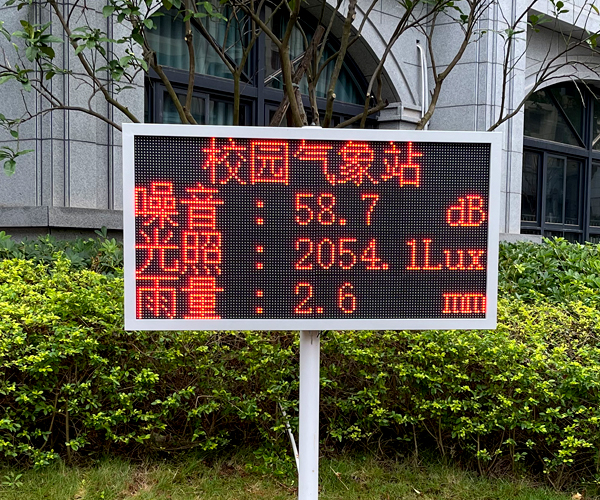 校园气象站
噪音 : 58.7 dB
光照 : 2054.1Lux
雨量 : 2.6 mm